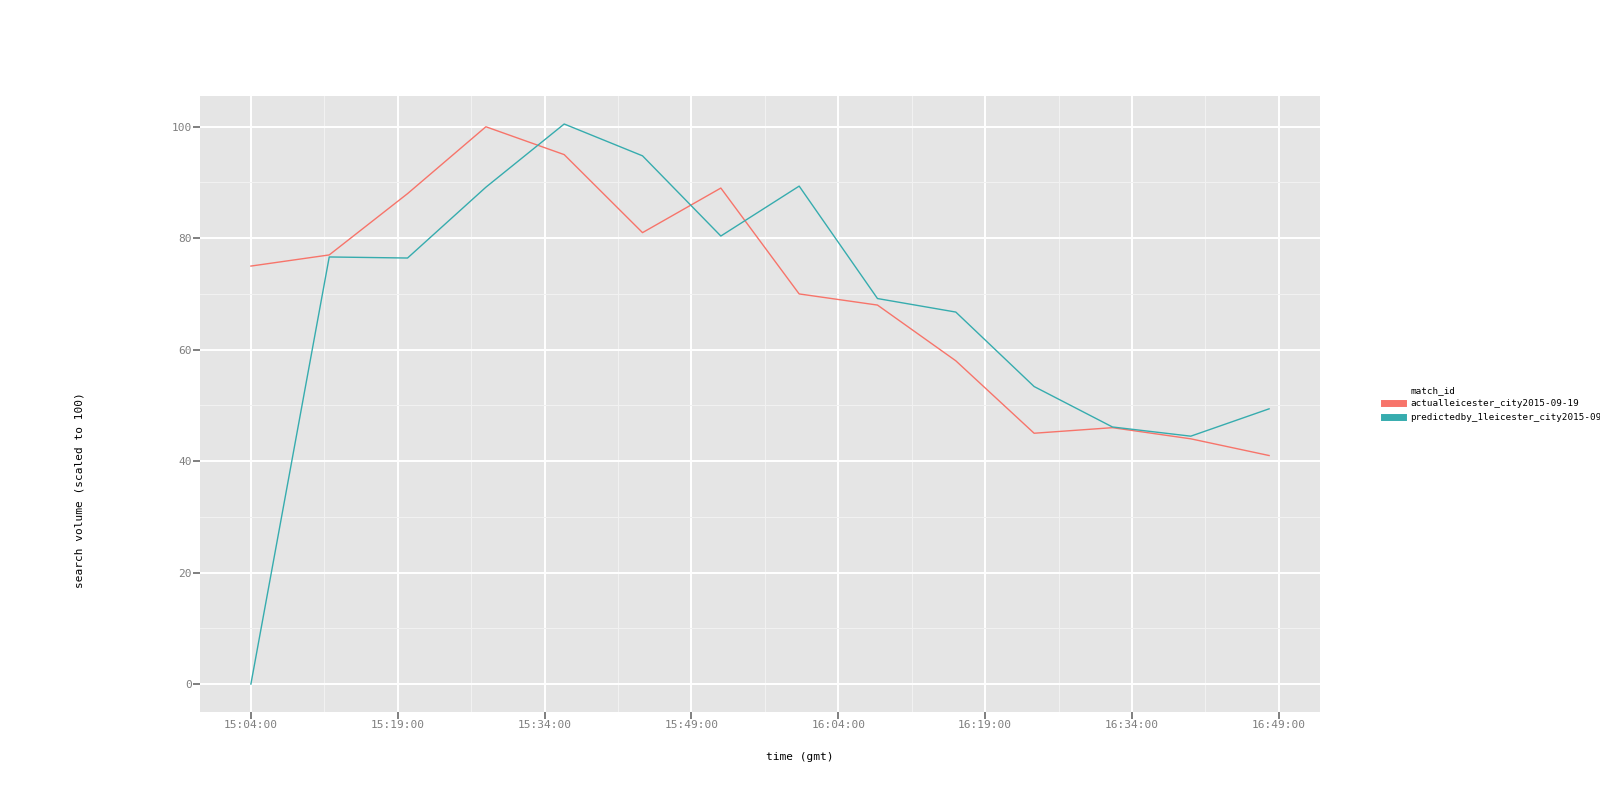 100
80
60
40
20
0
search volume (scaled to 100)
15:04:00 15:19:00 15:34:00 15:49:00 16:04:00 16:19:00 16:34:00 16:49:00
time (gmt)
match_id
actualleicester_city2015-09-19
predictedby_1leicester_city2015-09